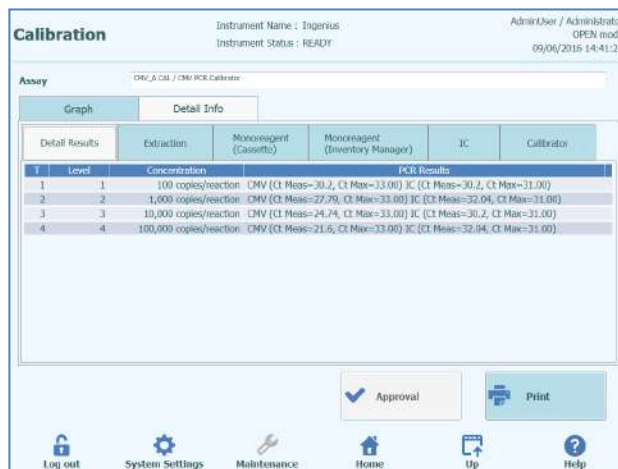 Calibration
Instrument Name : Ingenius
Instrument Status : READY
AdminUser / Administrato
OPEN mod
09/06/2016 14:41:2
Assay
CMV_& CAL / CMV PCR Calibrator
Graph
Detail Info
Detail Results
Extraction
Monoreagent
(Cassette)
Monoreagent
(Inventory Manager)
IC
Calibrator
T Level Concentration PCR Results
1 1 100 copies/reaction CMV (Ct Meas=30.2, Ct Max=33.00) IC (Ct Meas=30.2, Ct Max=31.00)
2 2 1,000 copies/reaction CMV (Ct Meas=27.79, Ct Max=33.00) IC (Ct Meas=32.04, Ct Max=31.00)
3 3 10,000 copies/reaction CMV (Ct Meas=24.74, Ct Max=33.00) IC (Ct Meas=30.2, Ct Max=31.00)
4 4 100,000 copies/reaction CMV (Ct Meas=21.6, Ct Max=33.00) IC (Ct Meas=32.04, Ct Max=31.00)
Approval
Print
Log out
System Settings
Maintenance
Home
Up
Help